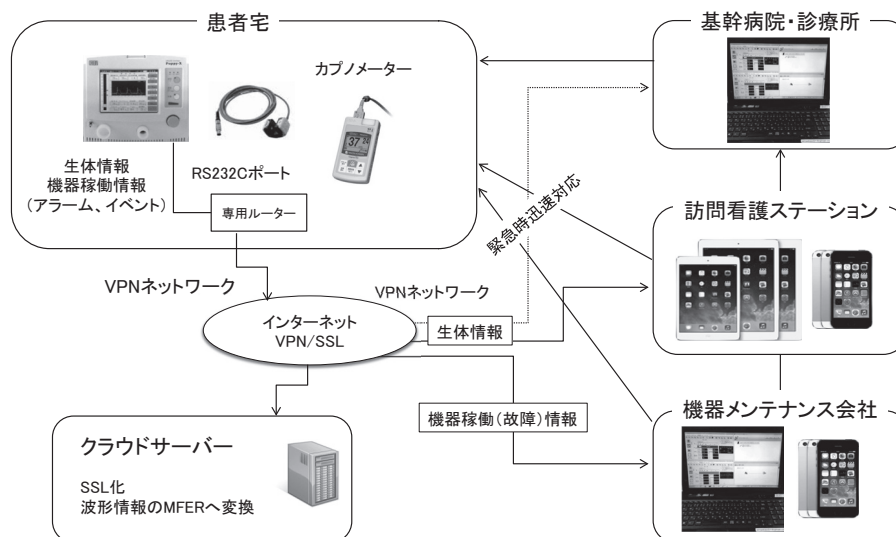 患者宅
カプノメーター
生体情報
機器稼働情報
（アラーム、イベント）
RS232Cポート
専用ルーター
37
VPNネットワーク
VPNネットワーク
インターネット
VPN/SSL
生体情報
機器稼働（故障）情報
緊急時迅速対応
クラウドサーバー
SSL化
波形情報のMFERへ変換
基幹病院・診療所
訪問看護ステーション
機器メンテナンス会社